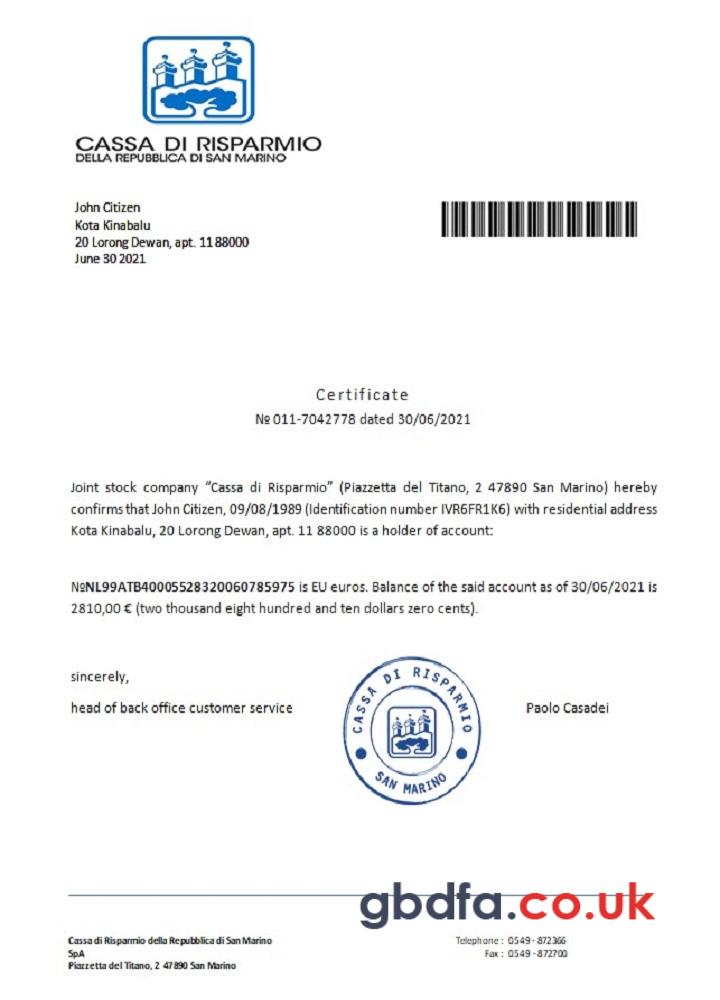 CASSA DI RISPARMIO
DELLA REPUBBLICA DI SAN MARINO
John Citizen
Kota Kinabalu
20 Lorong Dewan, apt. 11 88000
June 30 2021
Certificate
№ 011-7042778 dated 30/06/2021
Joint stock company “Cassa di Risparmio” (Piazzetta del Titano, 2 47890 San Marino) hereby
confirms that John Citizen, 09/08/1989 (Identification number IVR6FR1K6) with residential address
Kota Kinabalu, 20 Lorong Dewan, apt. 11 88000 is a holder of account:
№NL99ATB40005528320060785975 is EU euros. Balance of the said account as of 30/06/2021 is
2810,00 € (two thousand eight hundred and ten dollars zero cents).
sincerely,
head of back office customer service
CASSA DI RISPARMIO
SAN MARINO
Paolo Casadei
gbdfa.co.uk
Cassa di Risparmio della Repubblica di San Marino
SpA
Piazzetta del Titano, 2 47890 San Marino
Telephone : 0549-872366
Fax : 0549-872700